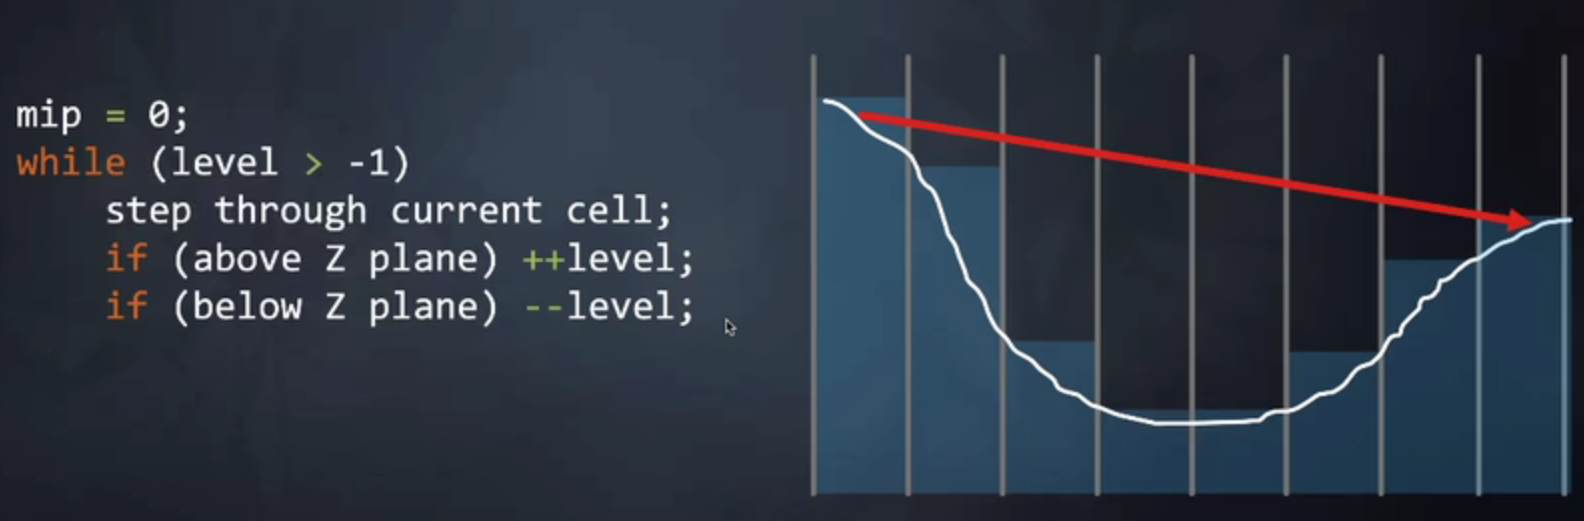 mip = 0;
while (level > -1)
    step through current cell;
    if (above Z plane) ++level;
    if (below Z plane) --level;